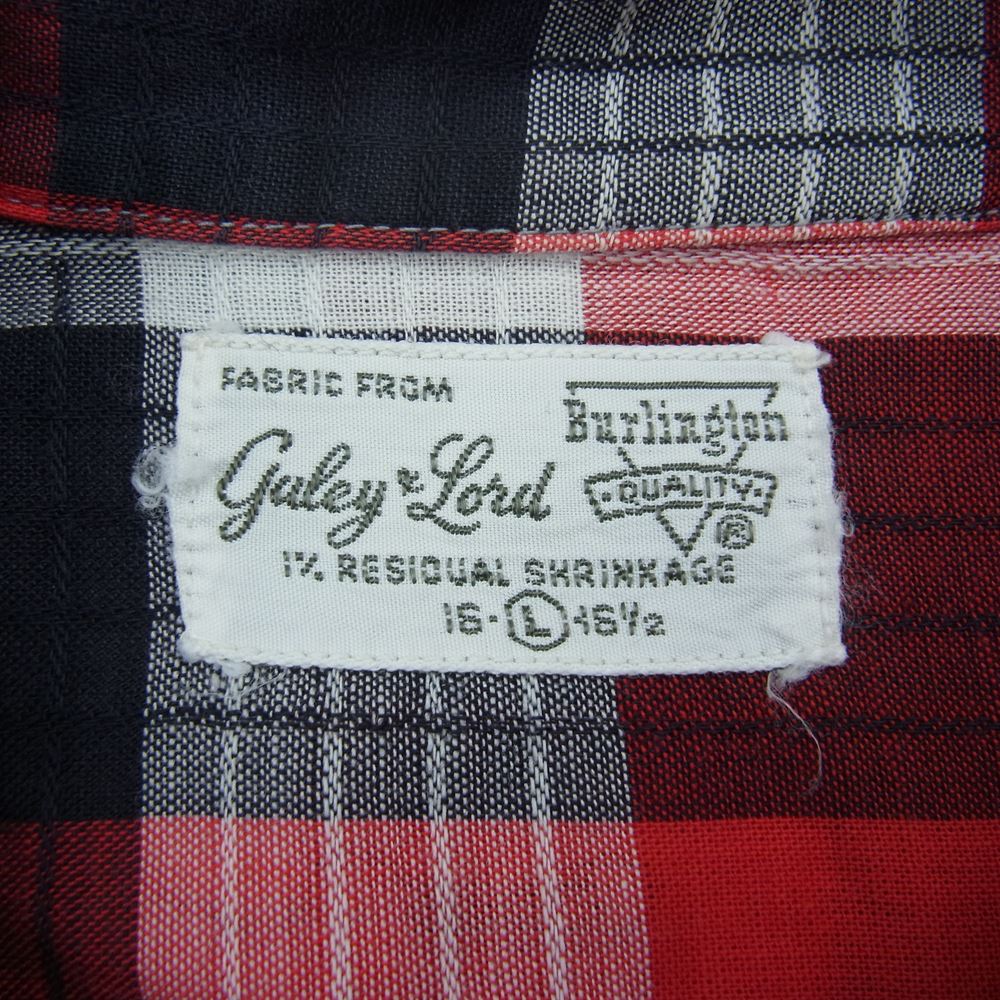 FABRIC FROM
Burlington
Galey & Lord
QUALITY
®
1% RESIDUAL SHRINKAGE
16-L-16½